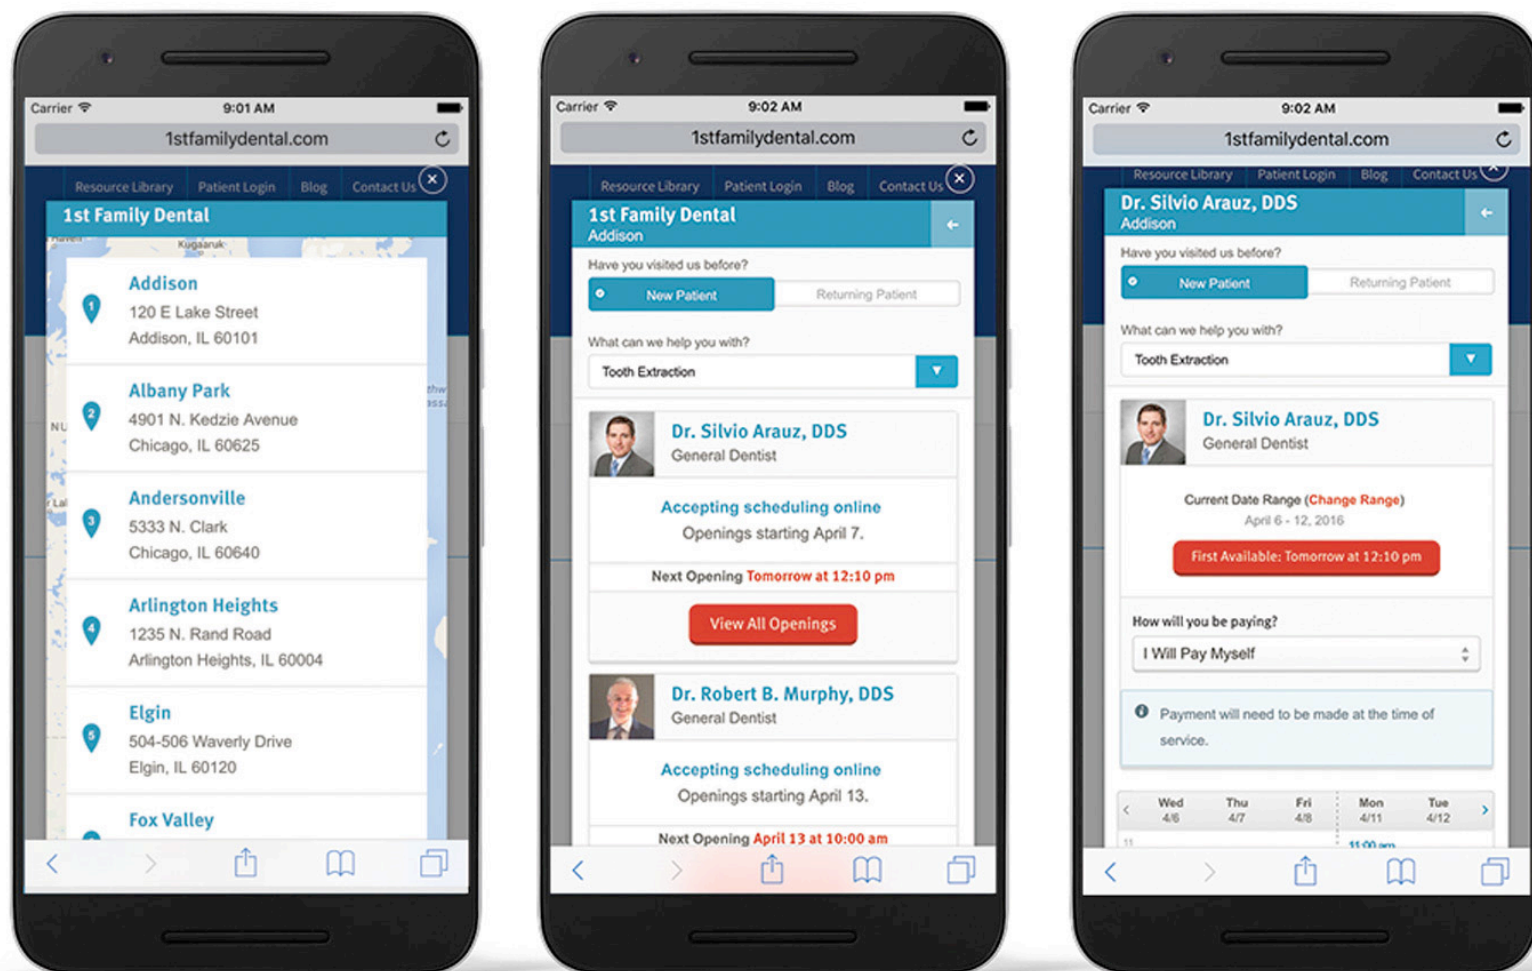 Carrier
9:01 AM
1stfamilydental.com
Resource Library Patient Login Blog Contact Us
1st Family Dental
Kugaaruk
1
Addison
120 E Lake Street
Addison, IL 60101
2
Albany Park
4901 N. Kedzie Avenue
Chicago, IL 60625
NU
3
Andersonville
5333 N. Clark
Chicago, IL 60640
4
Arlington Heights
1235 N. Rand Road
Arlington Heights, IL 60004
5
Elgin
504-506 Waverly Drive
Elgin, IL 60120
Fox Valley
Carrier
9:02 AM
1stfamilydental.com
Resource Library Patient Login Blog Contact Us
1st Family Dental
Addison
Have you visited us before?
New Patient Returning Patient
What can we help you with?
Tooth Extraction
Dr. Silvio Arauz, DDS
General Dentist
Accepting scheduling online
Openings starting April 7.
Next Opening Tomorrow at 12:10 pm
View All Openings
Dr. Robert B. Murphy, DDS
General Dentist
Accepting scheduling online
Openings starting April 13.
Next Opening April 13 at 10:00 am
Carrier
9:02 AM
1stfamilydental.com
Resource Library Patient Login Blog Contact Us
Dr. Silvio Arauz, DDS
Addison
Have you visited us before?
New Patient Returning Patient
What can we help you with?
Tooth Extraction
Dr. Silvio Arauz, DDS
General Dentist
Current Date Range (Change Range)
April 6 - 12, 2016
First Available: Tomorrow at 12:10 pm
How will you be paying?
I Will Pay Myself
Payment will need to be made at the time of
service.
Wed Thu Fri Mon Tue
4/6 4/7 4/8 4/11 4/12
11 11:00 am